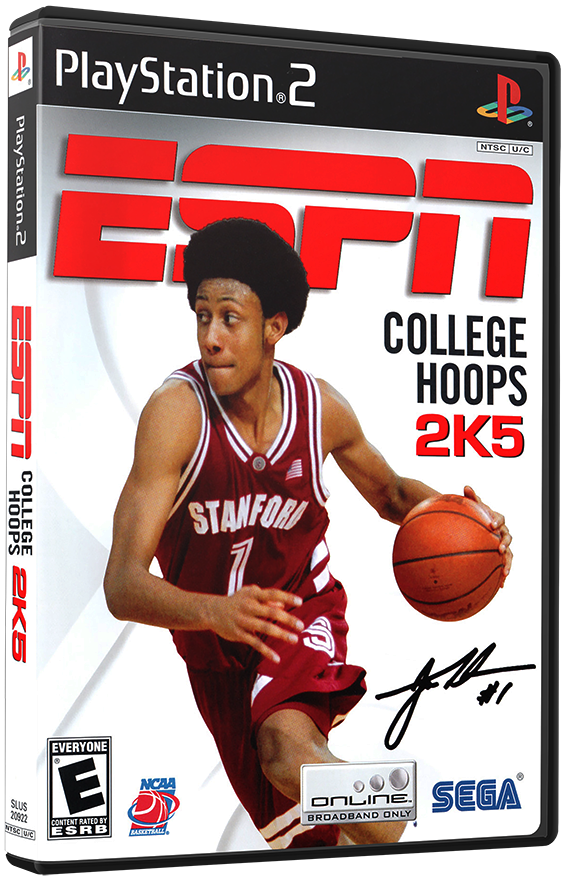 PlayStation®2
NTSC U/C
ESPN
COLLEGE
HOOPS
2K5
STANFORD
1
#1
EVERYONE
E
CONTENT RATED BY
ESRB
NCAA
BASKETBALL
ONLINE
BROADBAND ONLY
SEGA®
PlayStation®2
ESPN
COLLEGE
HOOPS
2K5
SLUS
20922
NTSC U/C